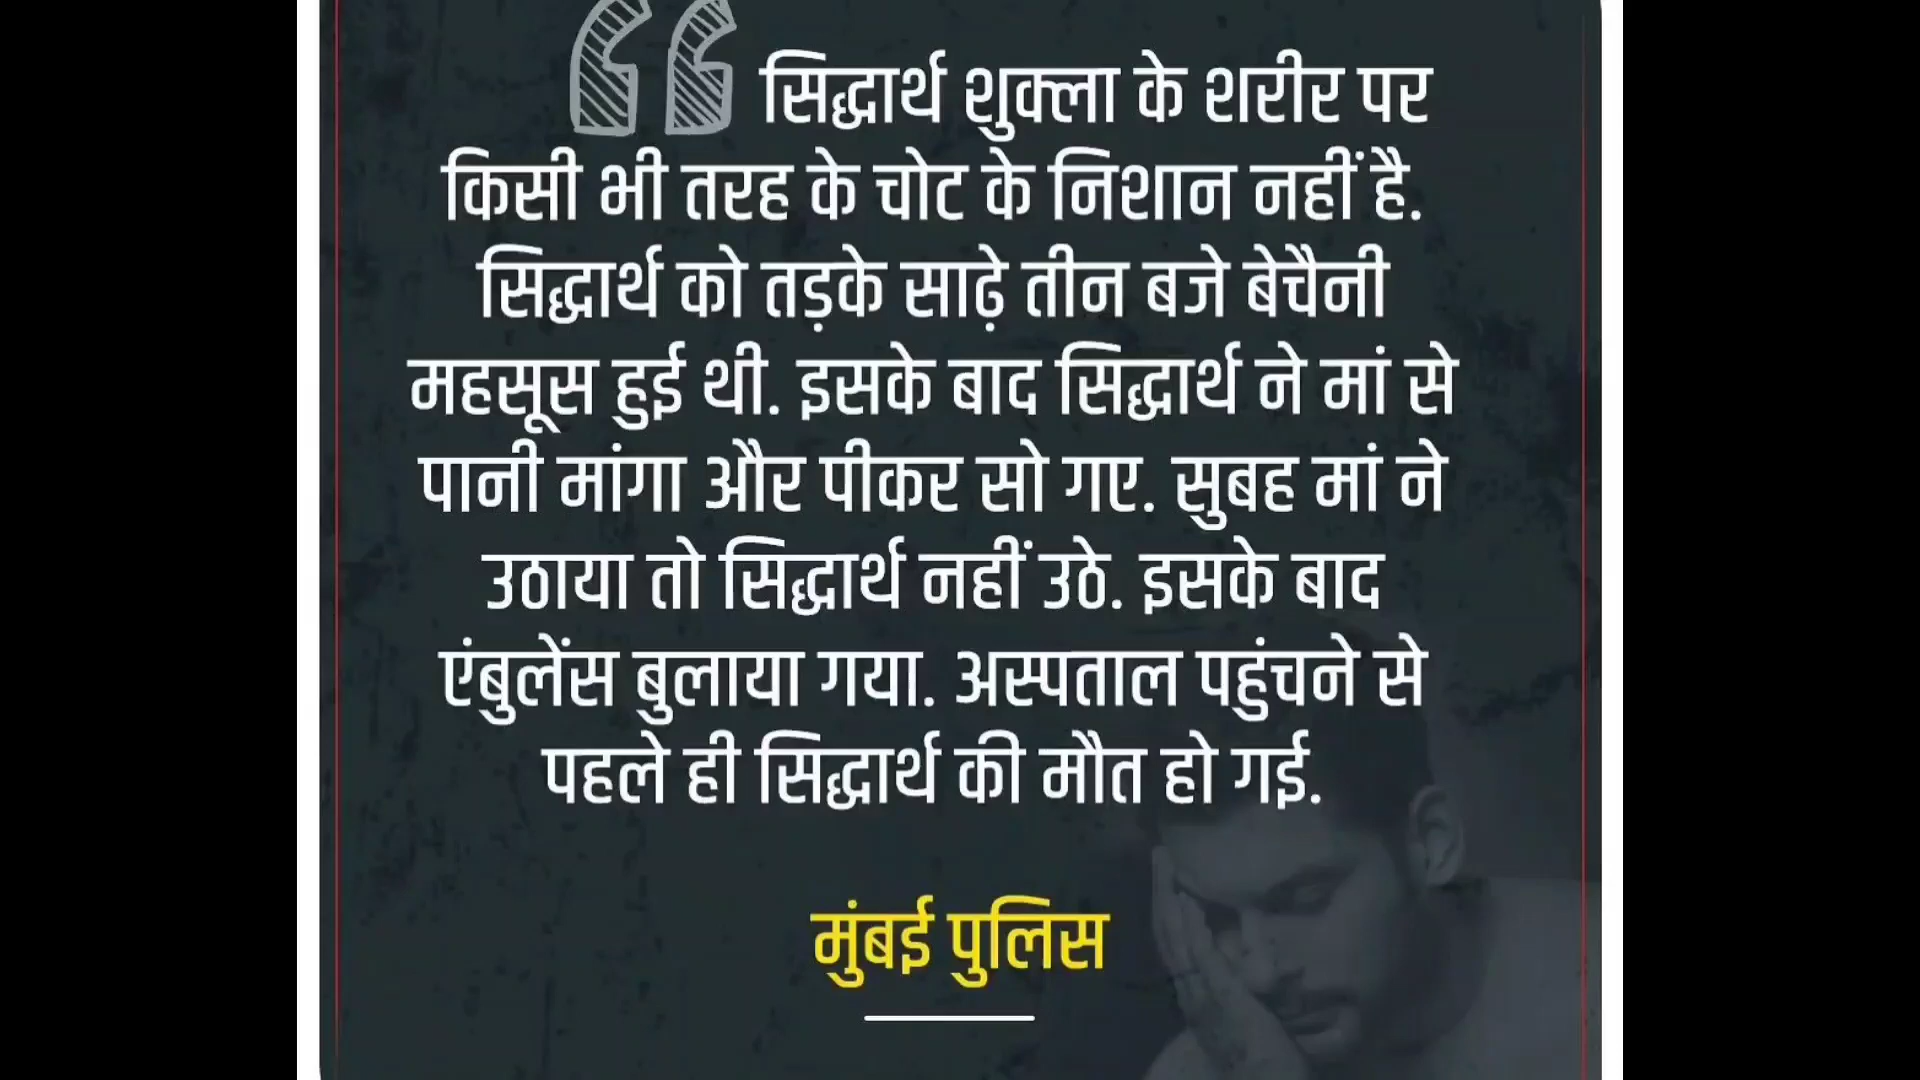 सिद्धार्थ शुक्ला के शरीर पर
किसी भी तरह के चोट के निशान नहीं है.
सिद्धार्थ को तड़के साढ़े तीन बजे बेचैनी
महसूस हुई थी. इसके बाद सिद्धार्थ ने मां से
पानी मांगा और पीकर सो गए. सुबह मां ने
उठाया तो सिद्धार्थ नहीं उठे. इसके बाद
एंबुलेंस बुलाया गया. अस्पताल पहुंचने से
पहले ही सिद्धार्थ की मौत हो गई.
मुंबई पुलिस